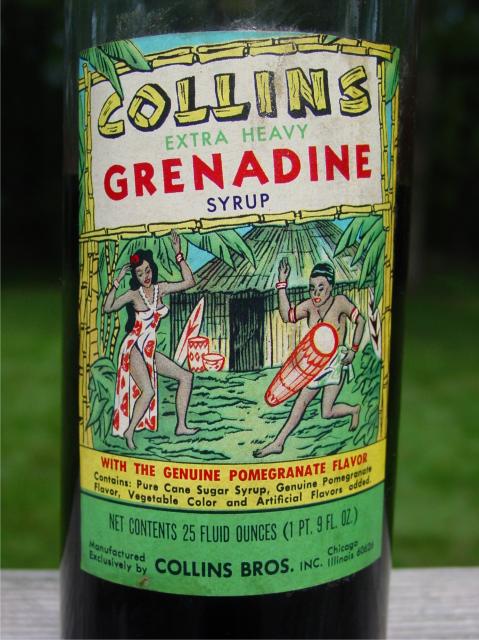 COLLINS
EXTRA HEAVY
GRENADINE
SYRUP
WITH THE GENUINE POMEGRANATE FLAVOR
Contains: Pure Cane Sugar Syrup, Genuine Pomegranate
Flavor, Vegetable Color and Artificial Flavors added.
NET CONTENTS 25 FLUID OUNCES (1 PT. 9 FL. OZ.)
Manufactured
Exclusively by COLLINS BROS. INC. Chicago
Illinois 60626